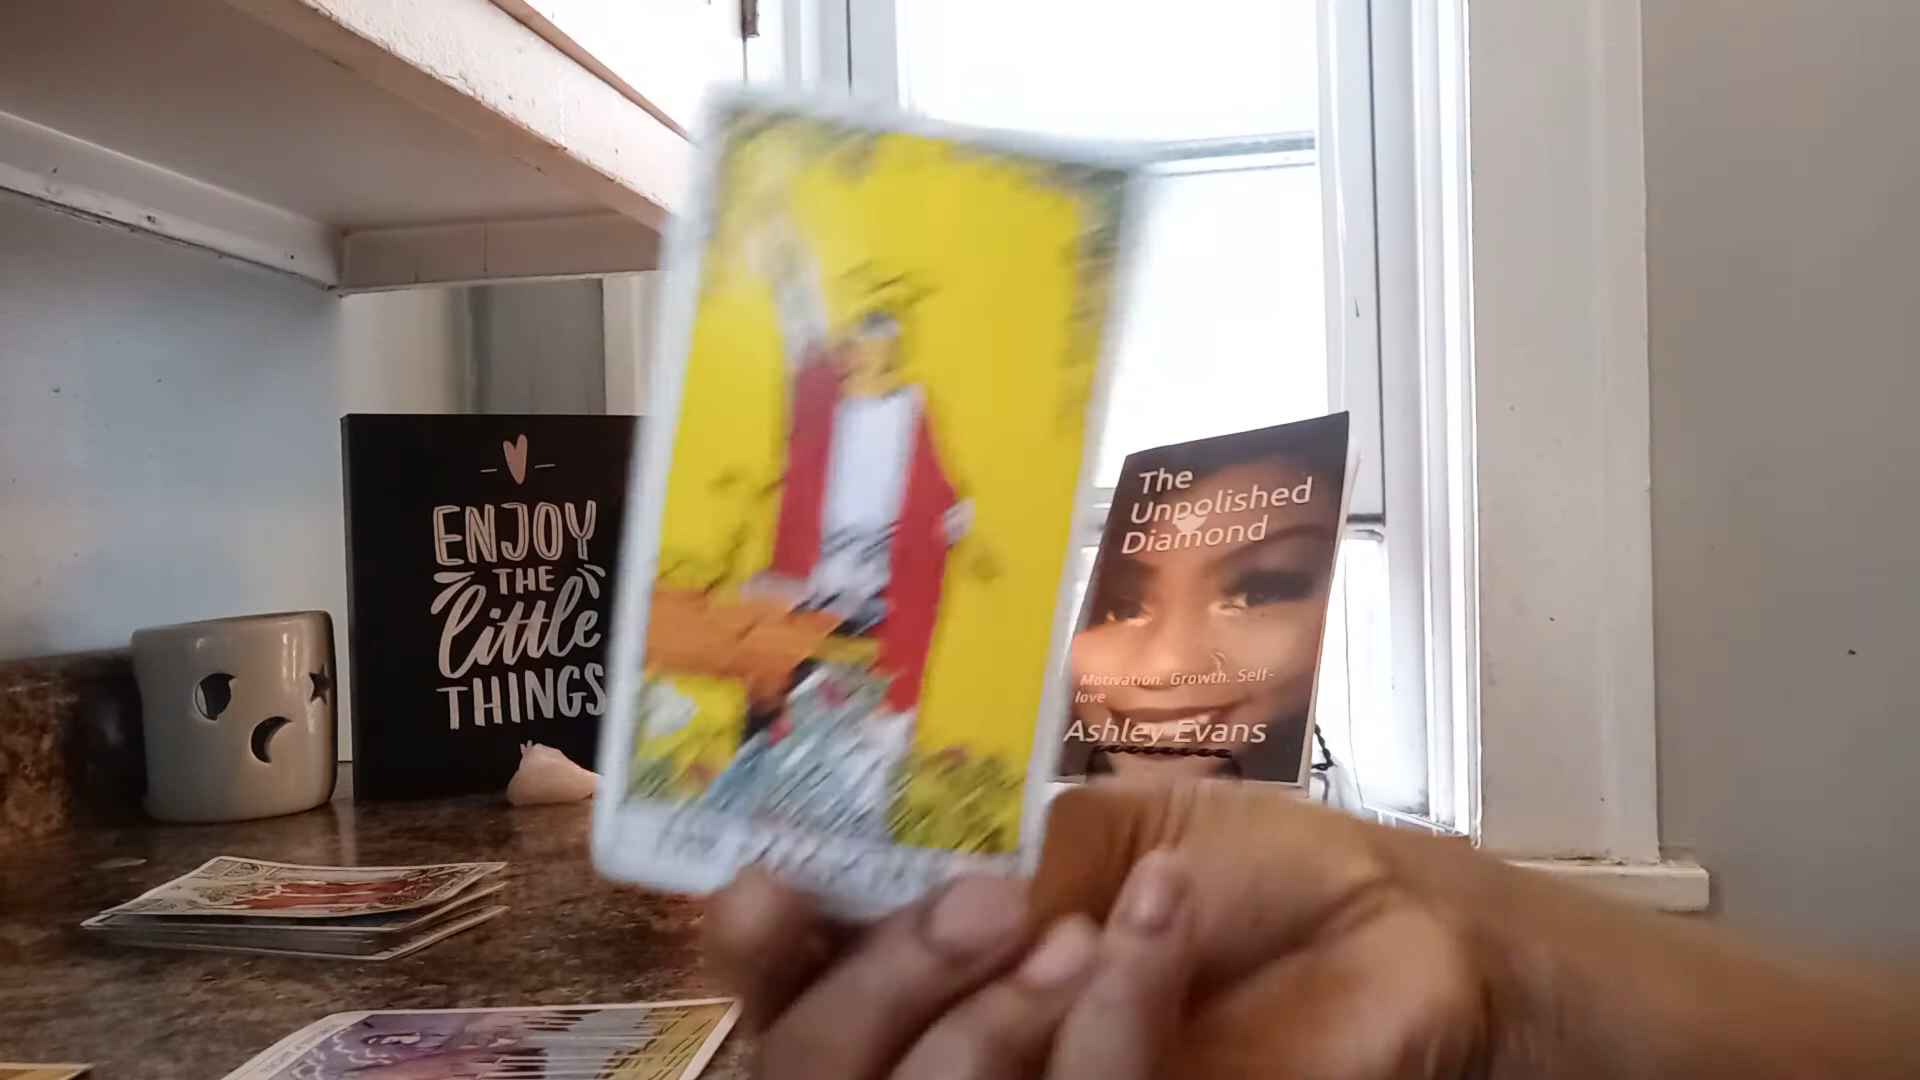 ENJOY
THE
little
THINGS
The
Unpolished
Diamond
Motivation. Growth. Self-
love
Ashley Evans